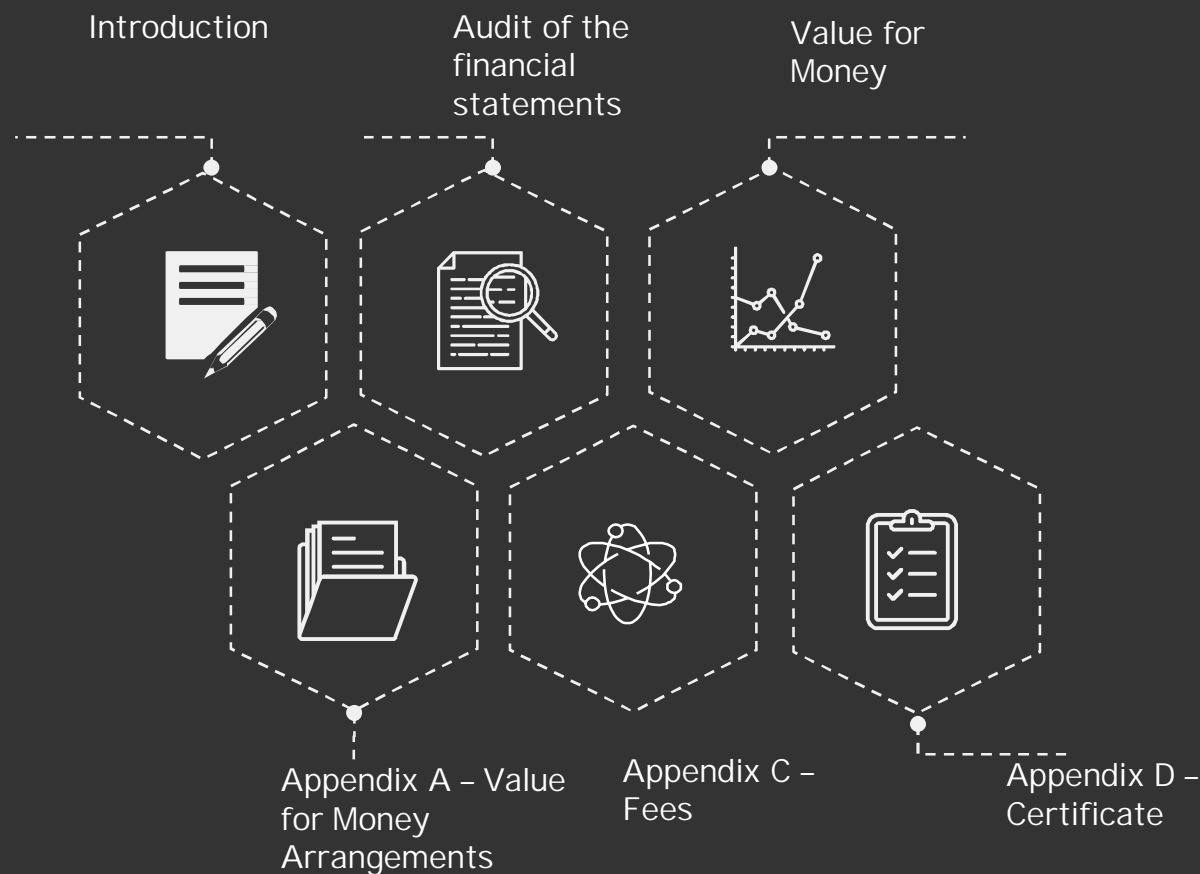 Introduction
Audit of the
financial
statements
Value for
Money
Appendix A – Value
for Money
Arrangements
Appendix C –
Fees
Appendix D –
Certificate